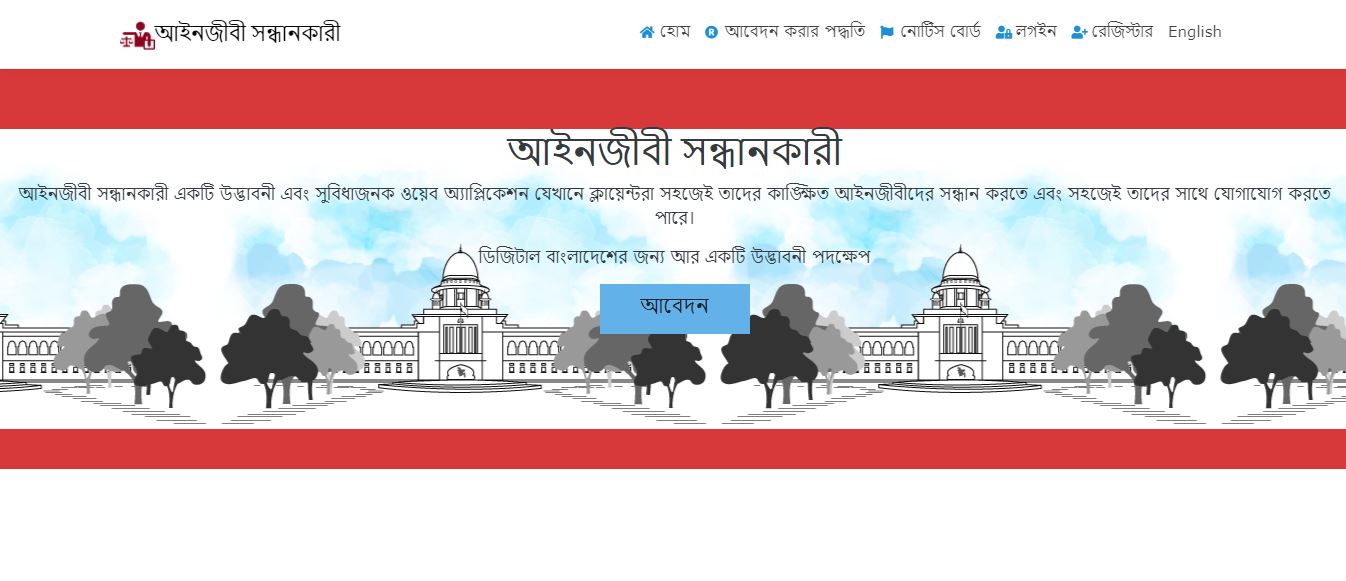 আইনজীবী সন্ধানকারী
হোম আবেদন করার পদ্ধতি নোটিস বোর্ড লগইন রেজিস্টার English
আইনজীবী সন্ধানকারী
আইনজীবী সন্ধানকারী একটি উদ্ভাবনী এবং সুবিধাজনক ওয়েব অ্যাপ্লিকেশন যেখানে ক্লায়েন্টরা সহজেই তাদের কাঙ্ক্ষিত আইনজীবীদের সন্ধান করতে এবং সহজেই তাদের সাথে যোগাযোগ করতে
পারে।
ডিজিটাল বাংলাদেশের জন্য আর একটি উদ্ভাবনী পদক্ষেপ
আবেদন